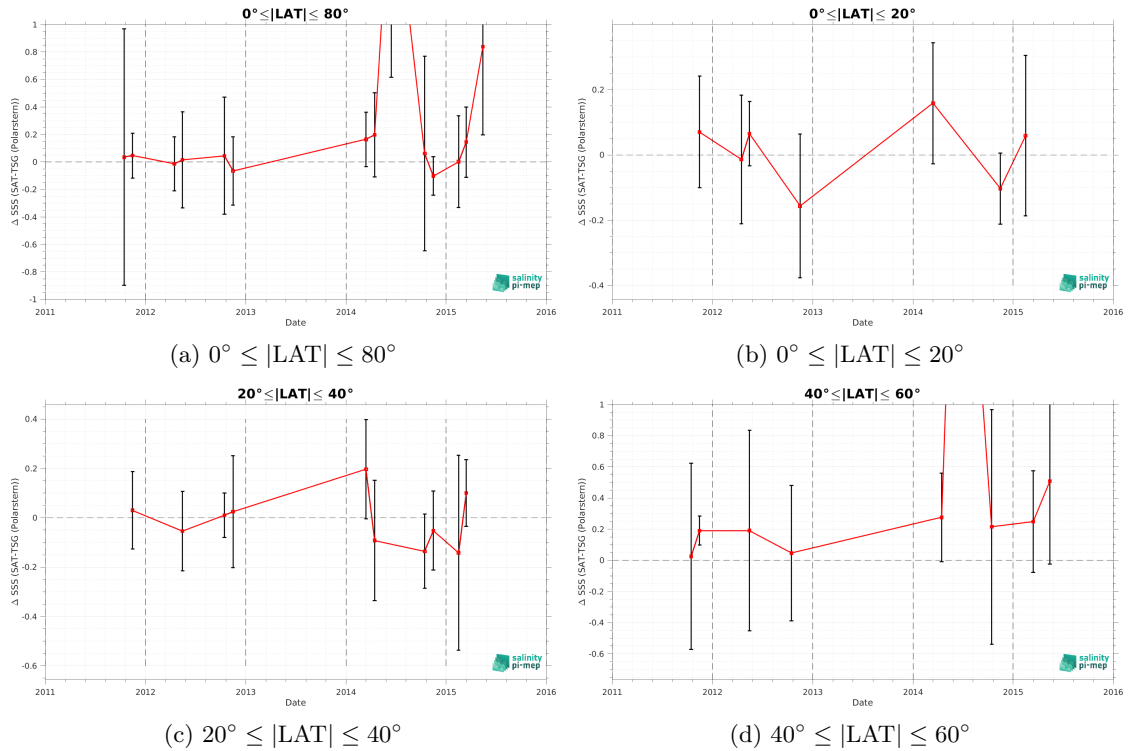 0°≤|LAT|≤ 80°
Δ SSS (SAT-TSG (Polarstern))
1
0.8
0.6
0.4
0.2
0
-0.2
-0.4
-0.6
-0.8
-1
2011 2012 2013 2014 2015 2016
Date
salinity
pi-mep
(a) 0° ≤ |LAT| ≤ 80°
0°≤|LAT|≤ 20°
Δ SSS (SAT-TSG (Polarstern))
0.2
0
-0.2
-0.4
2011 2012 2013 2014 2015 2016
Date
salinity
pi-mep
(b) 0° ≤ |LAT| ≤ 20°
20°≤|LAT|≤ 40°
Δ SSS (SAT-TSG (Polarstern))
0.4
0.2
0
-0.2
-0.4
-0.6
2011 2012 2013 2014 2015 2016
Date
salinity
pi-mep
(c) 20° ≤ |LAT| ≤ 40°
40°≤|LAT|≤ 60°
Δ SSS (SAT-TSG (Polarstern))
1
0.8
0.6
0.4
0.2
0
-0.2
-0.4
-0.6
2011 2012 2013 2014 2015 2016
Date
salinity
pi-mep
(d) 40° ≤ |LAT| ≤ 60°